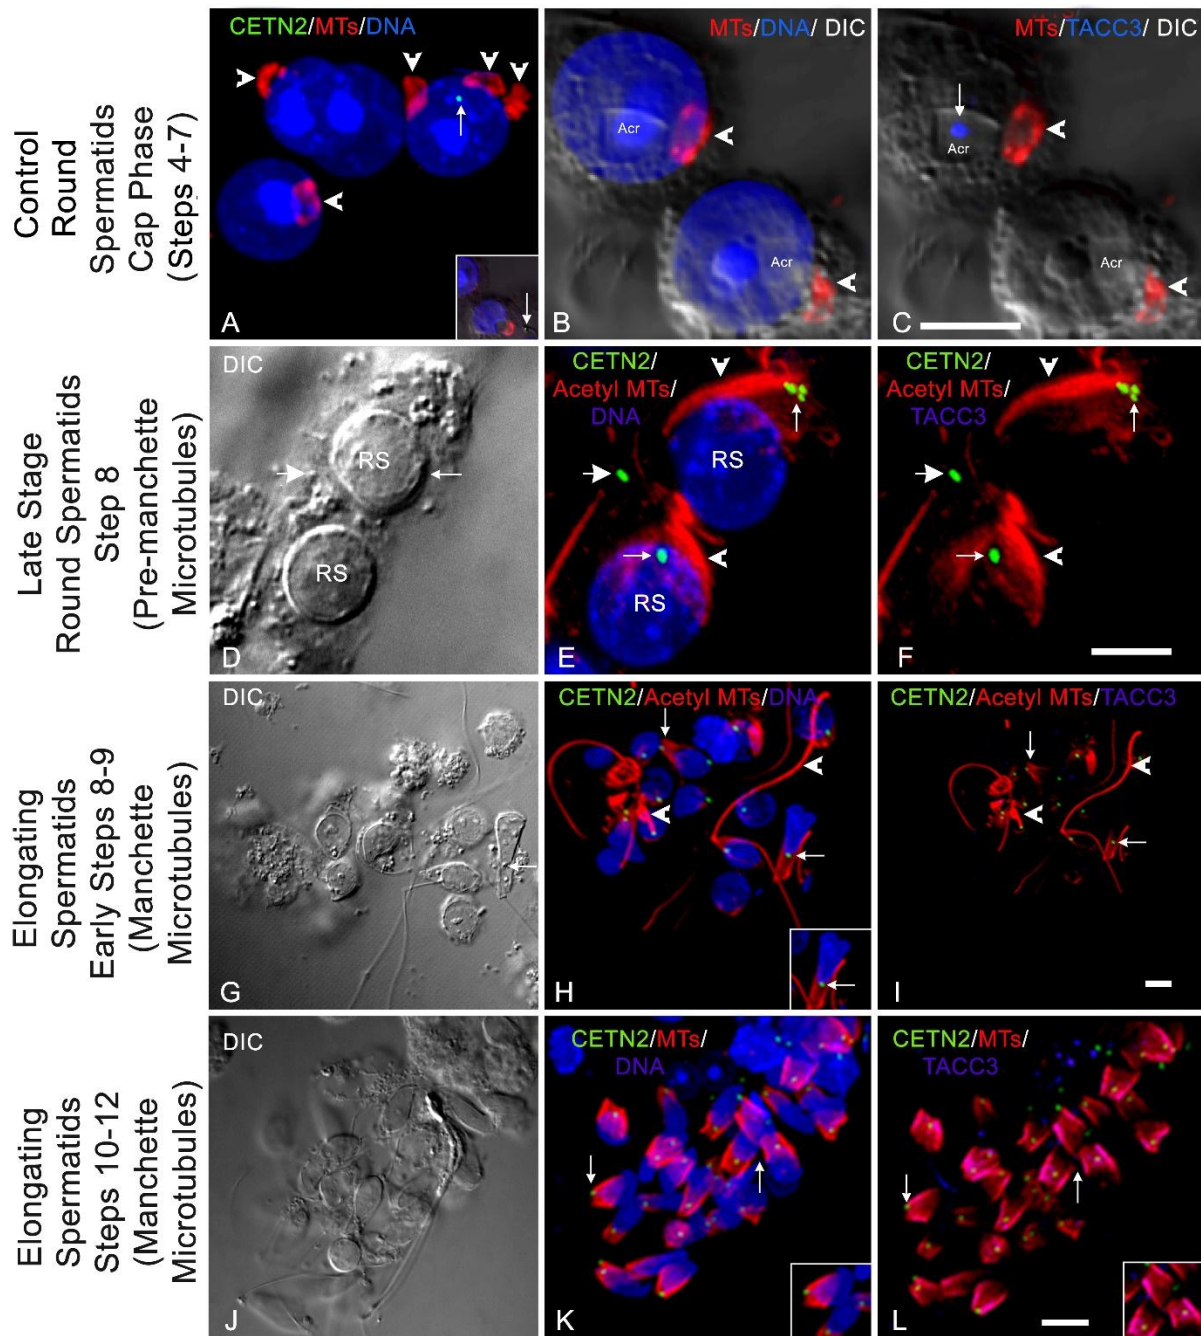 Control
Round
Spermatids
Cap Phase
(Steps 4-7)
CETN2/MTs/DNA
A
MTs/DNA/ DIC
Acr
Acr
B
MTs/TACC3/ DIC
Acr
Acr
C
Late Stage
Round Spermatids
Step 8
(Pre-manchette
Microtubules)
DIC
RS
RS
D
CETN2/
Acetyl MTs/
DNA
RS
RS
E
CETN2/
Acetyl MTs/
TACC3
F
Elongating
Spermatids
Early Steps 8-9
(Manchette
Microtubules)
DIC
G
CETN2/Acetyl MTs/DNA
H
CETN2/Acetyl MTs/TACC3
I
Elongating
Spermatids
Steps 10-12
(Manchette
Microtubules)
DIC
J
CETN2/MTs/
DNA
K
CETN2/MTs/
TACC3
L